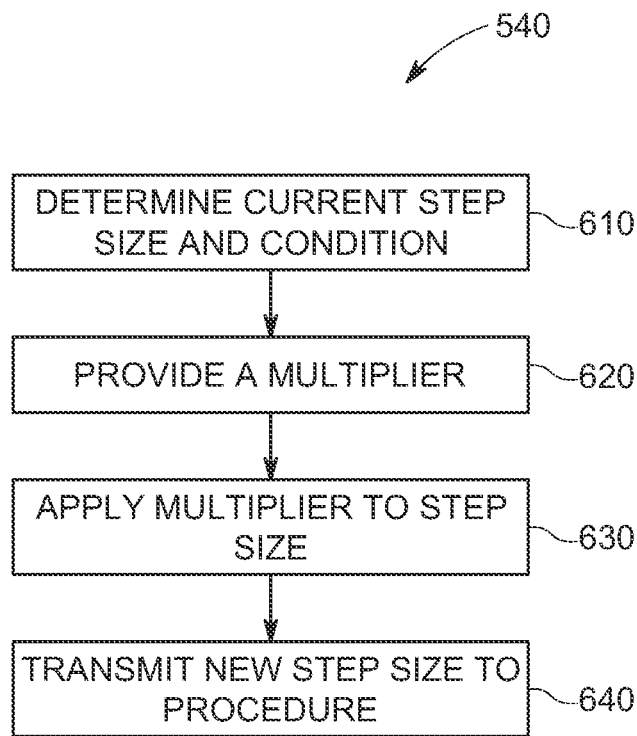 540
DETERMINE CURRENT STEP
SIZE AND CONDITION
610
PROVIDE A MULTIPLIER
620
APPLY MULTIPLIER TO STEP
SIZE
630
TRANSMIT NEW STEP SIZE TO
PROCEDURE
640